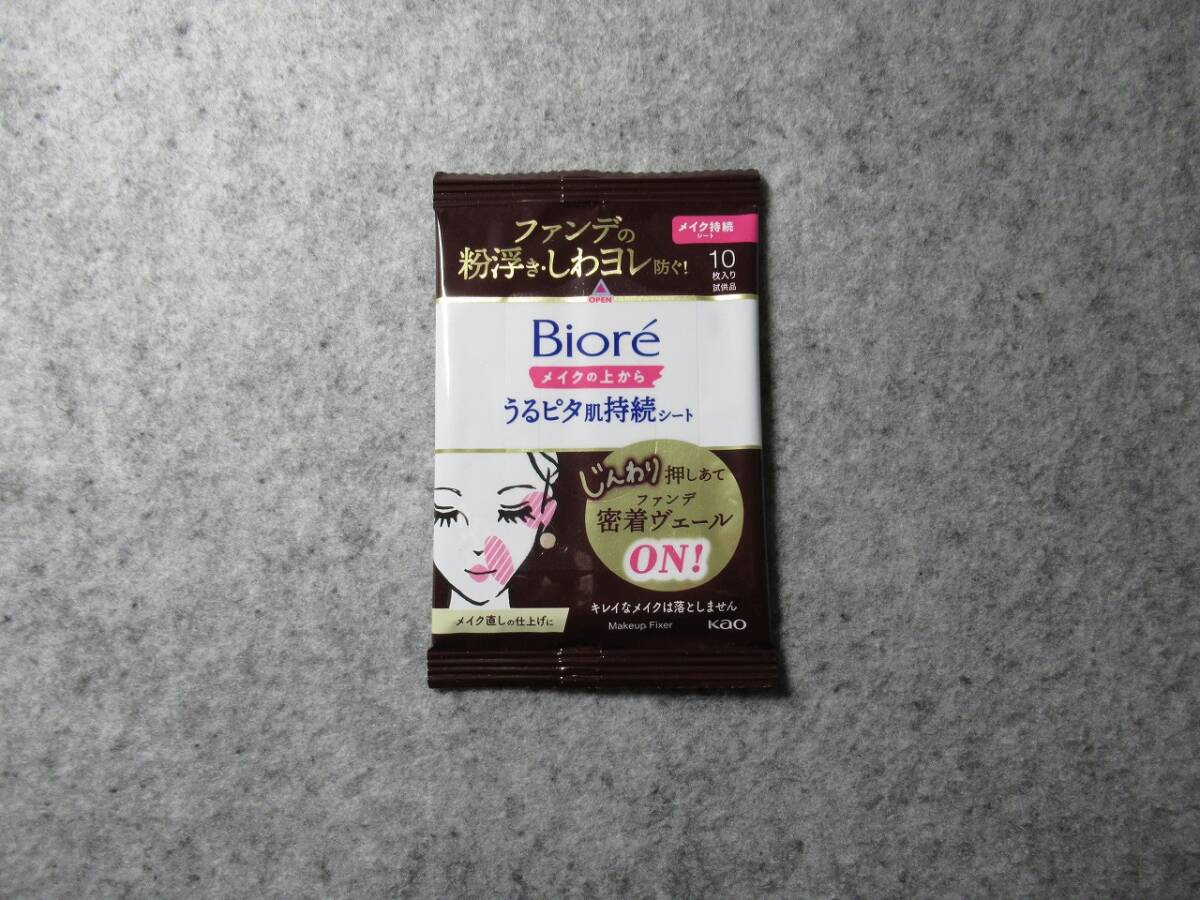 ファンデの
粉浮き・しわヨレ防ぐ!
メイク持続
シート
10
枚入り
試供品
OPEN
Bioré
メイクの上から
うるピタ肌持続シート
じんわり押しあて
ファンデ
密着ヴェール
ON!
キレイなメイクは落としません
メイク直しの仕上げに
Makeup Fixer
Kao